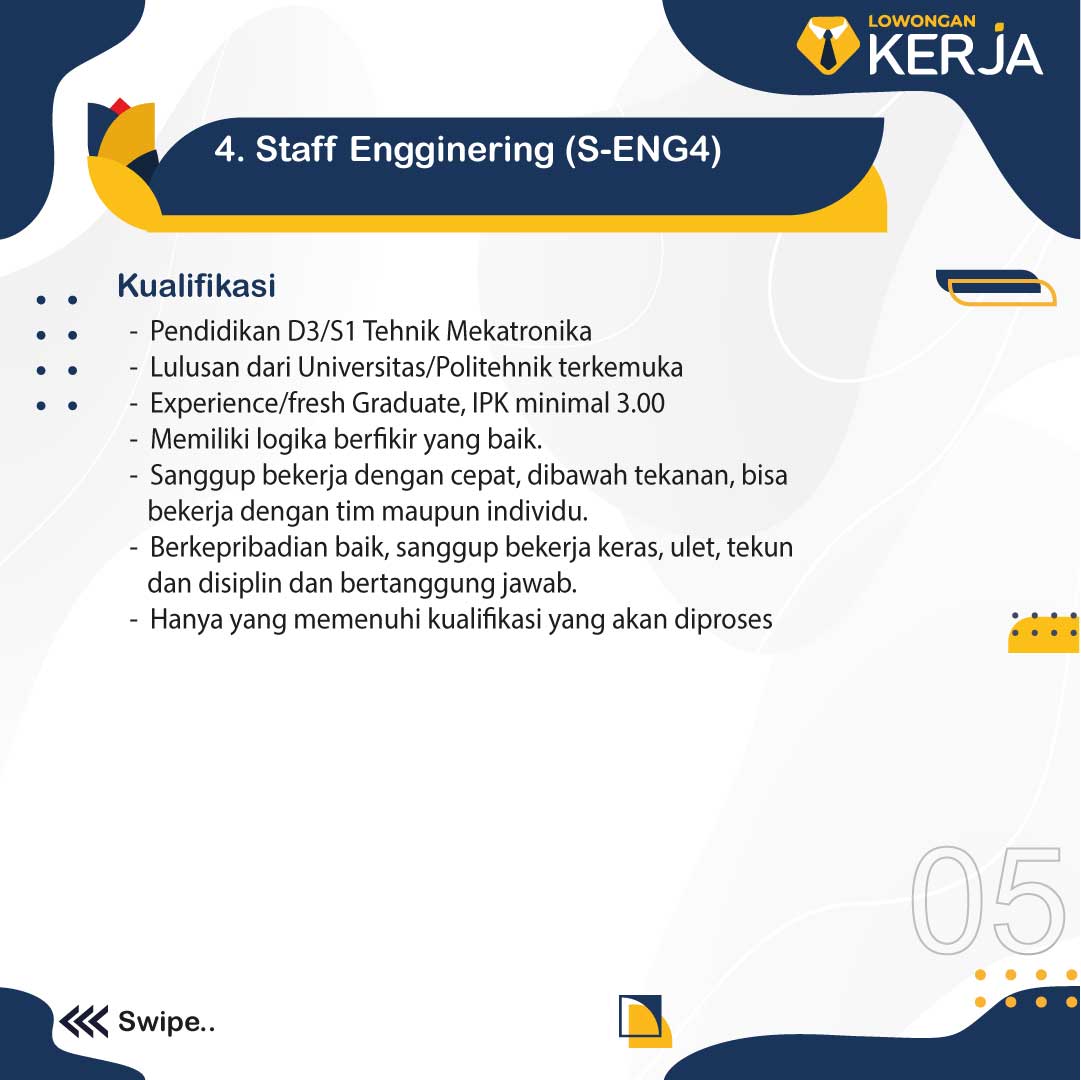 LOWONGAN
KERJA
4. Staff Engginering (S-ENG4)
Kualifikasi
- Pendidikan D3/S1 Tehnik Mekatronika
- Lulusan dari Universitas/Politehnik terkemuka
- Experience/fresh Graduate, IPK minimal 3.00
- Memiliki logika berfikir yang baik.
- Sanggup bekerja dengan cepat, dibawah tekanan, bisa
bekerja dengan tim maupun individu.
- Berkepribadian baik, sanggup bekerja keras, ulet, tekun
dan disiplin dan bertanggung jawab.
- Hanya yang memenuhi kualifikasi yang akan diproses
05
Swipe..